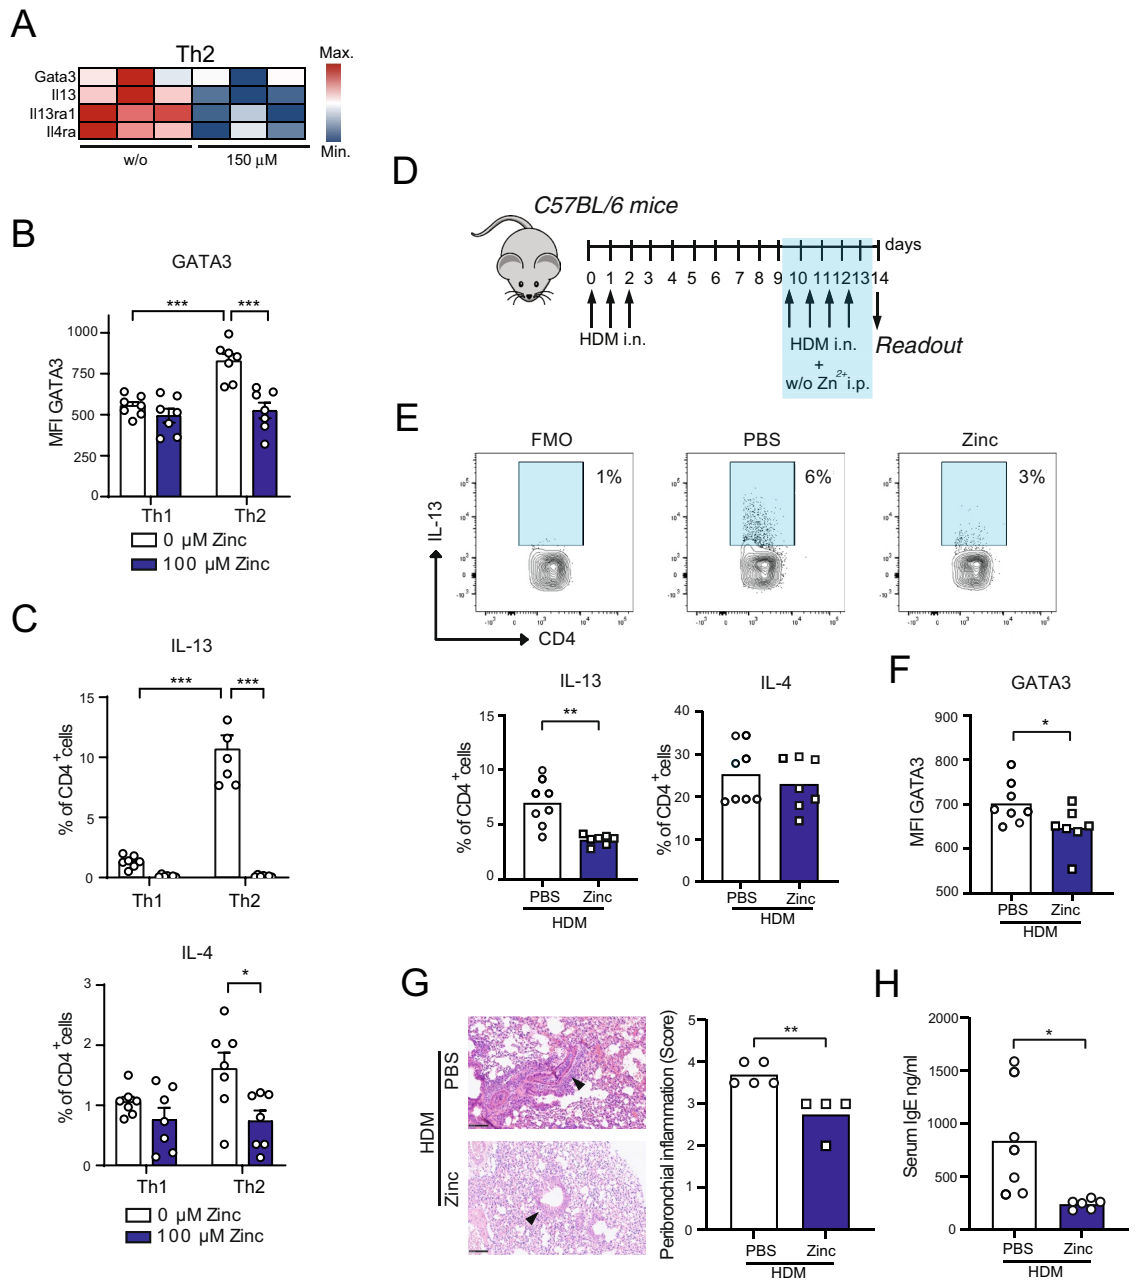 A
Th2
Max.
Gata3
Il13
Il13ra1
Il4ra
Min.
w/o
150 µM
B
GATA3
***
***
1000
750
500
250
0
MFI GATA3
Th1
Th2
0 µM Zinc
100 µM Zinc
C
IL-13
***
***
15
10
5
0
% of CD4+cells
Th1
Th2
IL-4
*
3
2
1
0
% of CD4+cells
Th1
Th2
0 µM Zinc
100 µM Zinc
D
C57BL/6 mice
days
0 1 2 3 4 5 6 7 8 9 10 11 12 13 14
HDM i.n.
HDM i.n.
+
w/o Zn2+i.p.
Readout
E
FMO
PBS
Zinc
1%
6%
3%
IL-13
CD4
IL-13
**
15
10
5
0
% of CD4+cells
PBS
Zinc
HDM
IL-4
40
30
20
10
0
% of CD4+cells
PBS
Zinc
HDM
F
GATA3
*
900
800
700
600
500
MFI GATA3
PBS
Zinc
HDM
G
HDM
PBS
Zinc
**
5
4
3
2
1
0
Peribronchial inflammation (Score)
PBS
Zinc
HDM
H
*
2000
1500
1000
500
0
Serum IgE ng/ml
PBS
Zinc
HDM